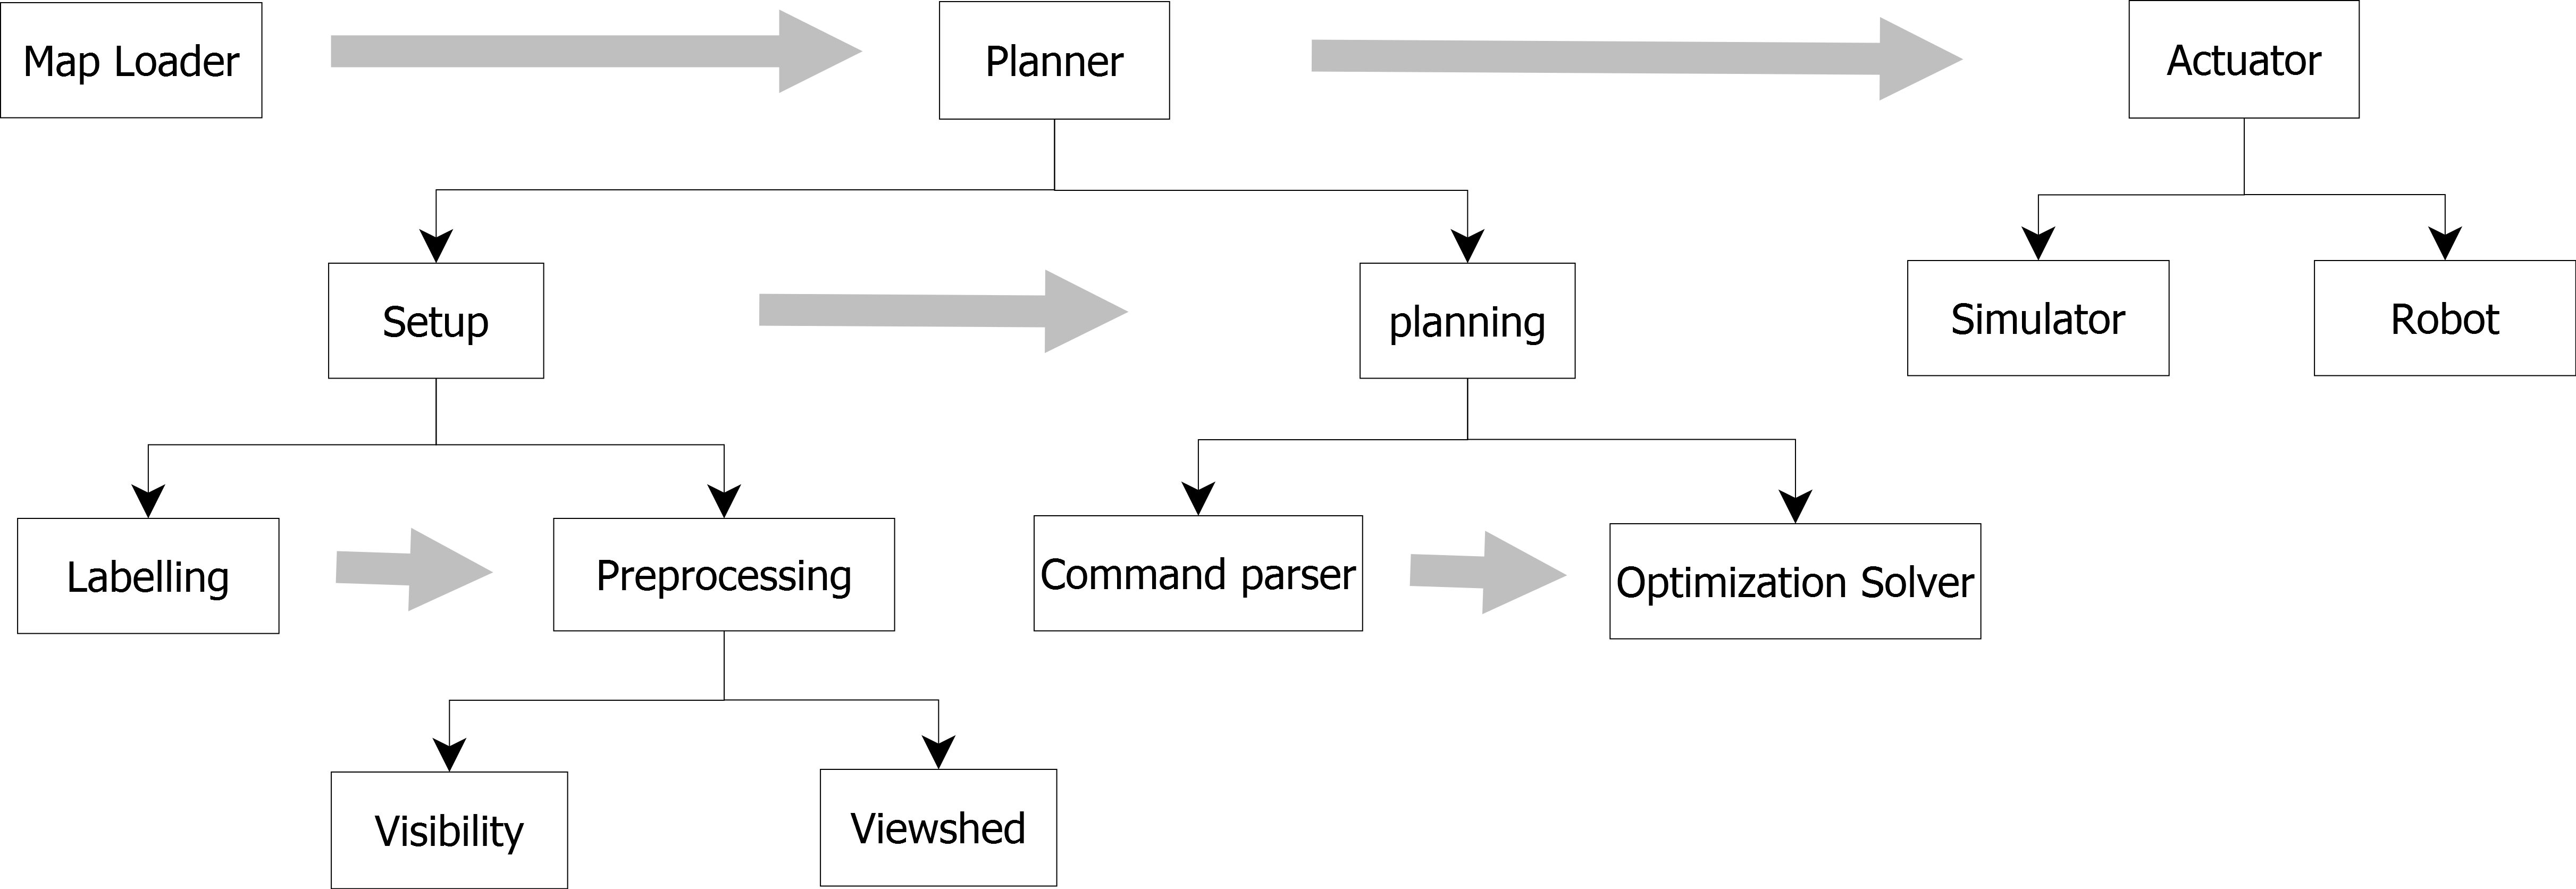 Map Loader
Planner
Actuator
Setup
planning
Simulator
Robot
Labelling
Preprocessing
Command parser
Optimization Solver
Visibility
Viewshed